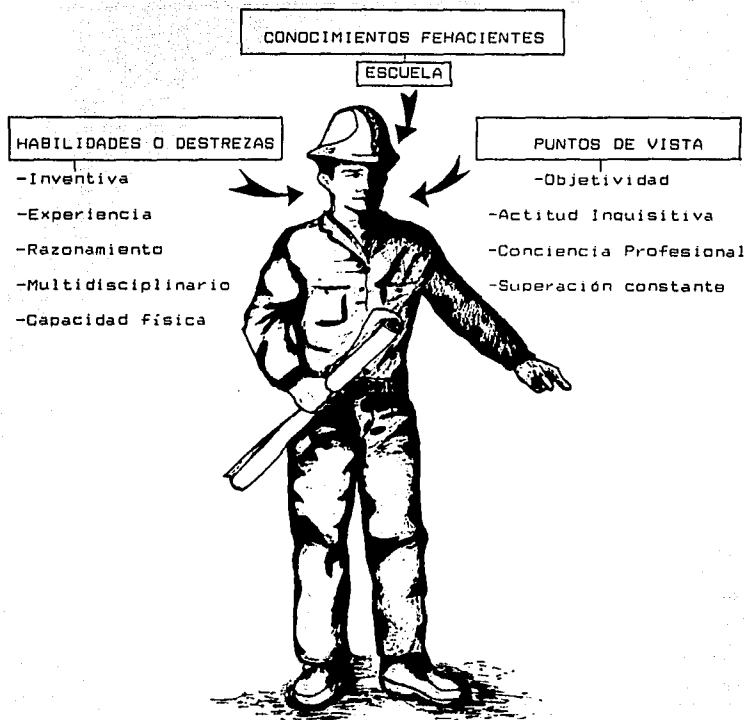 CONOCIMIENTOS FEHACIENTES
ESCUELA
HABILIDADES O DESTREZAS
-Inventiva
-Experiencia
-Razonamiento
-Multidisciplinario
-Capacidad física
PUNTOS DE VISTA
-Objetividad
-Actitud Inquisitiva
-Conciencia Profesional
-Superación constante